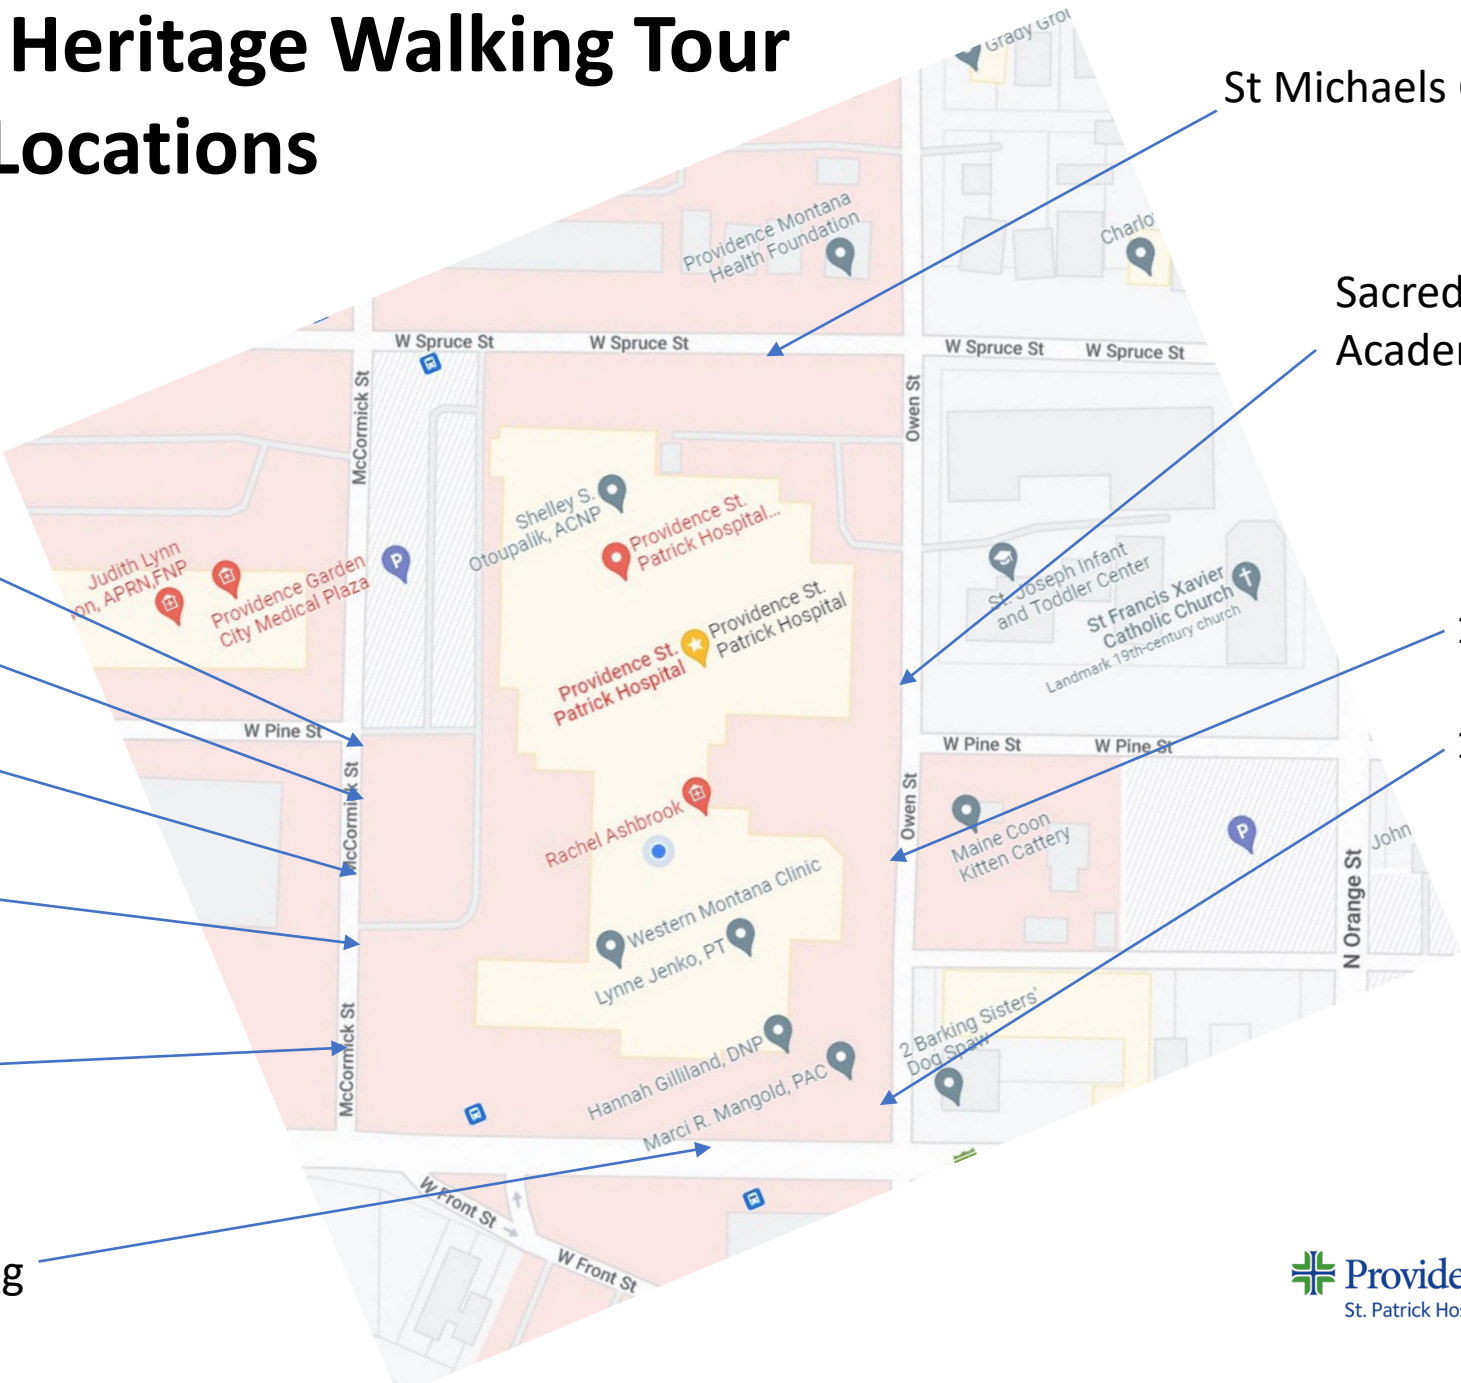 Heritage Walking Tour
Locations
St Michaels
Grady
Providence Montana
Health Foundation
Charlo
Sacred
W Spruce St
W Spruce St
W Spruce St
W Spruce St
McCormick St
Owen St
Shelley S.
Otoupalik, ACNP
Providence St.
Patrick Hospital...
Judith Lynn
APRN,FNP
Providence Garden
City Medical Plaza
P
St. Joseph Infant
and Toddler Center
St Francis Xavier
Catholic Church
Landmark 19th-century church
Providence St.
Patrick Hospital
Providence St.
Patrick Hospital
W Pine St
W Pine St
W Pine St
McCormick St
Owen St
Rachel Ashbrook
Maine Coon
Kitten Cattery
P
John
N Orange St
Western Montana Clinic
Lynne Jenko, PT
McCormick St
Hannah Gilliland, DNP
Marci R. Mangold, PAC
2 Barking Sisters'
Dog Spaw
W Front St
W Front St
g
St. Patrick